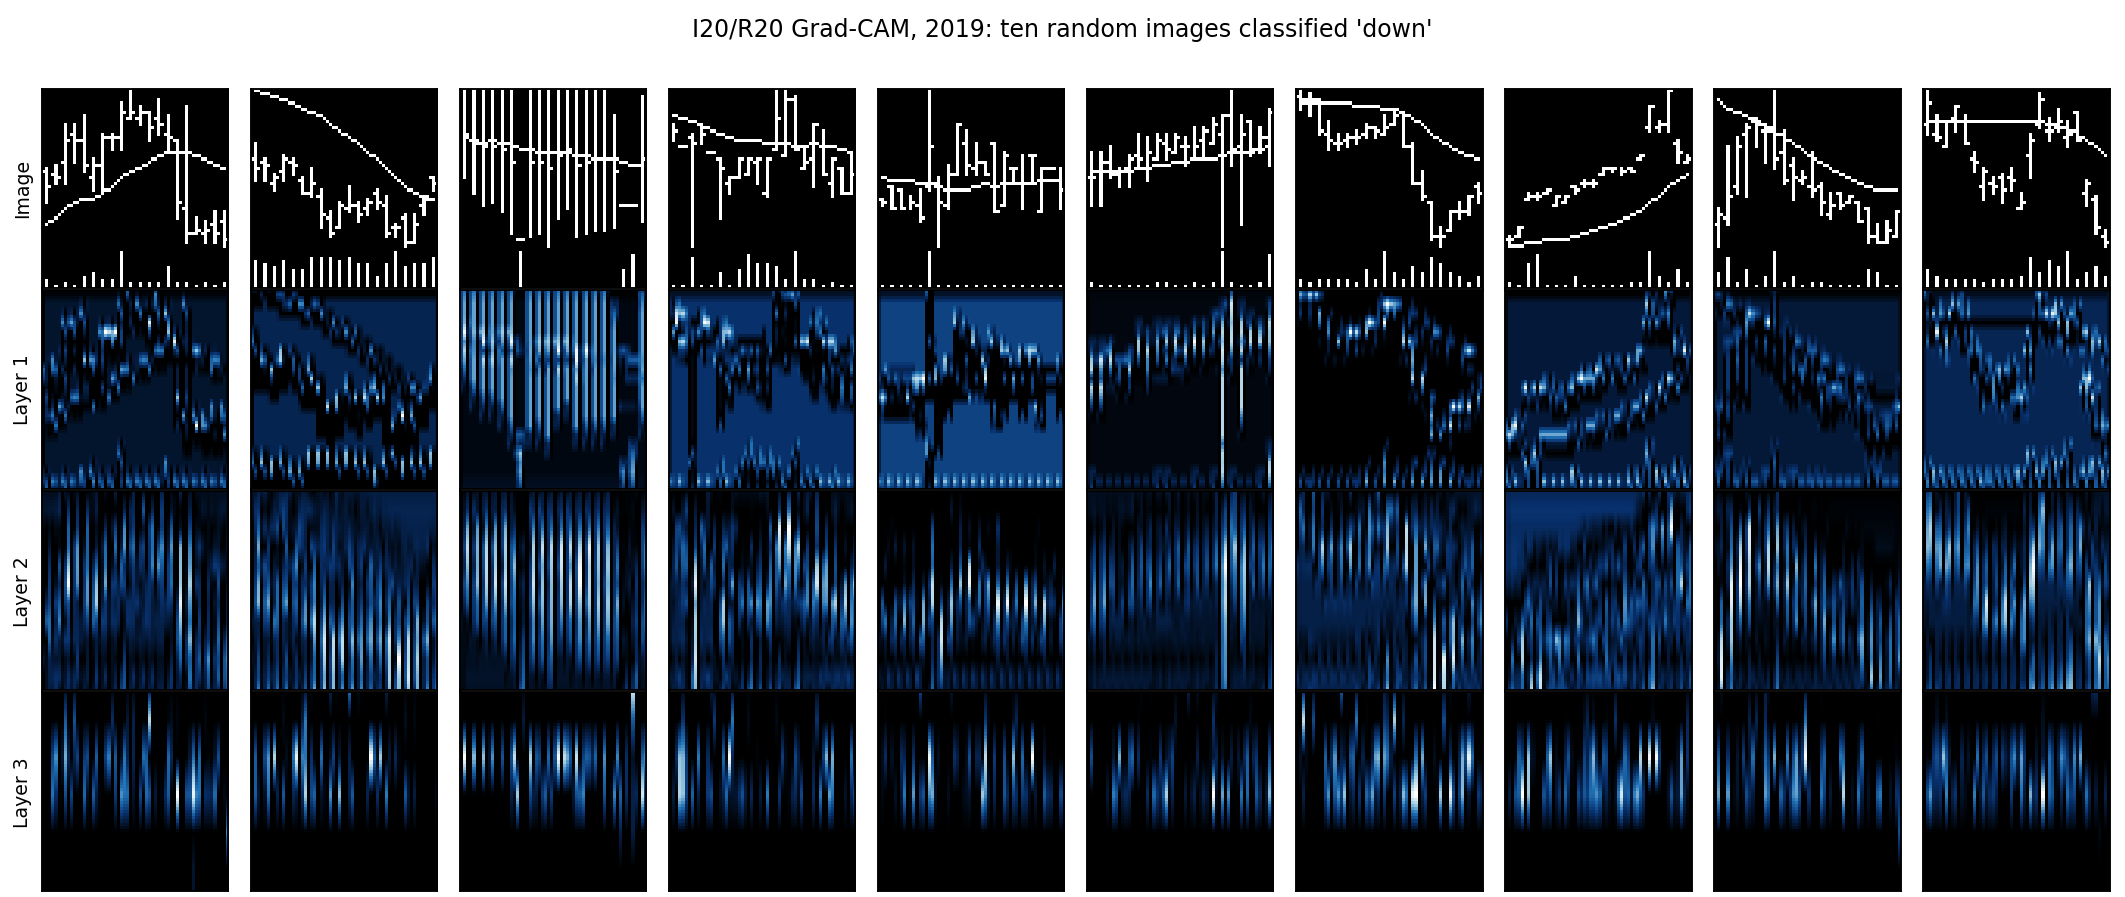 I20/R20 Grad-CAM, 2019: ten random images classified 'down'
Image
Layer 1
Layer 2
Layer 3